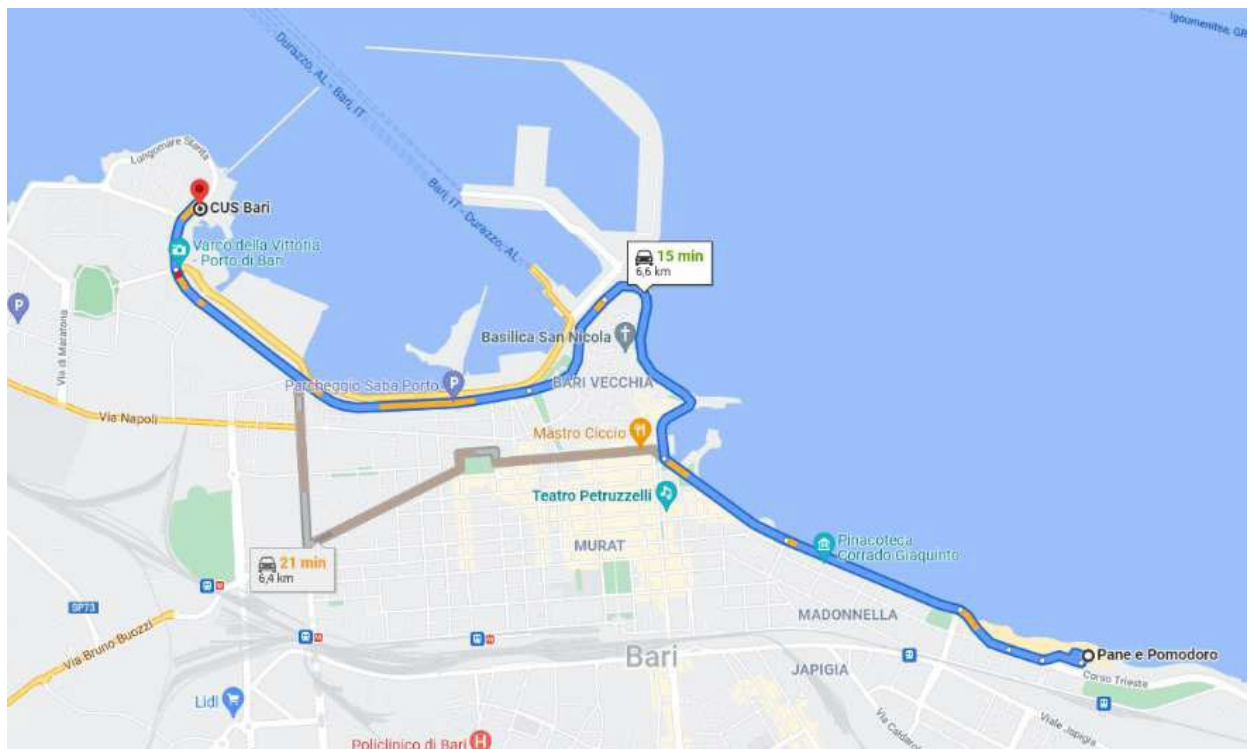 Igoumenitsa, GR
Durazzo, AL - Bari, IT
Lungomare Starita
CUS Bari
Bari, IT - Durazzo, AL
Varco della Vittoria
- Porto di Bari
15 min
6,6 km
P
Via di Maratona
Basilica San Nicola
Parcheggio Saba Porto
P
BARI VECCHIA
Via Napoli
Mastro Ciccio
Teatro Petruzzelli
MURAT
Pinacoteca
Corrado Giaquinto
21 min
6,4 km
SP73
MADONNELLA
Via Bruno Buozzi
Bari
Pane e Pomodoro
JAPIGIA
Corso Trieste
Lidl
Viale Japigia
Policlinico di Bari
H